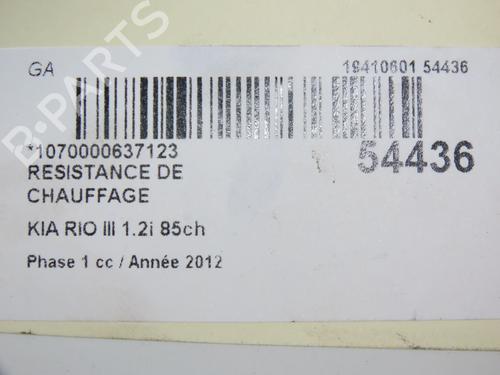 GA
19410601 54436
*1070000637123
54436
RESISTANCE DE
CHAUFFAGE
KIA RIO III 1.2i 85ch
Phase 1 cc / Année 2012
B-PARTS